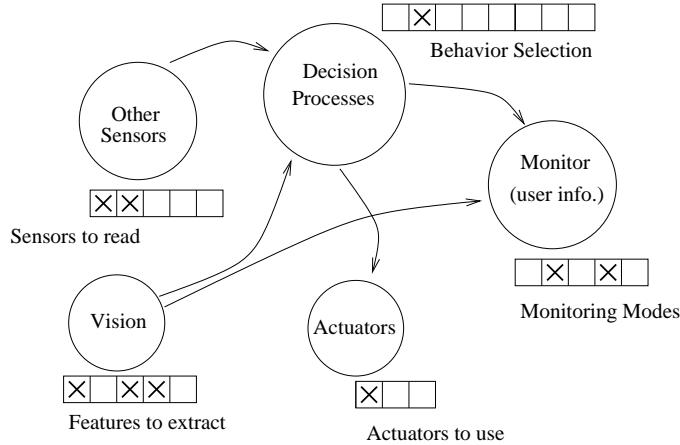 Behavior Selection
Decision
Processes
Other
Sensors
Monitor
(user info.)
Sensors to read
Monitoring Modes
Vision
Actuators
Features to extract
Actuators to use